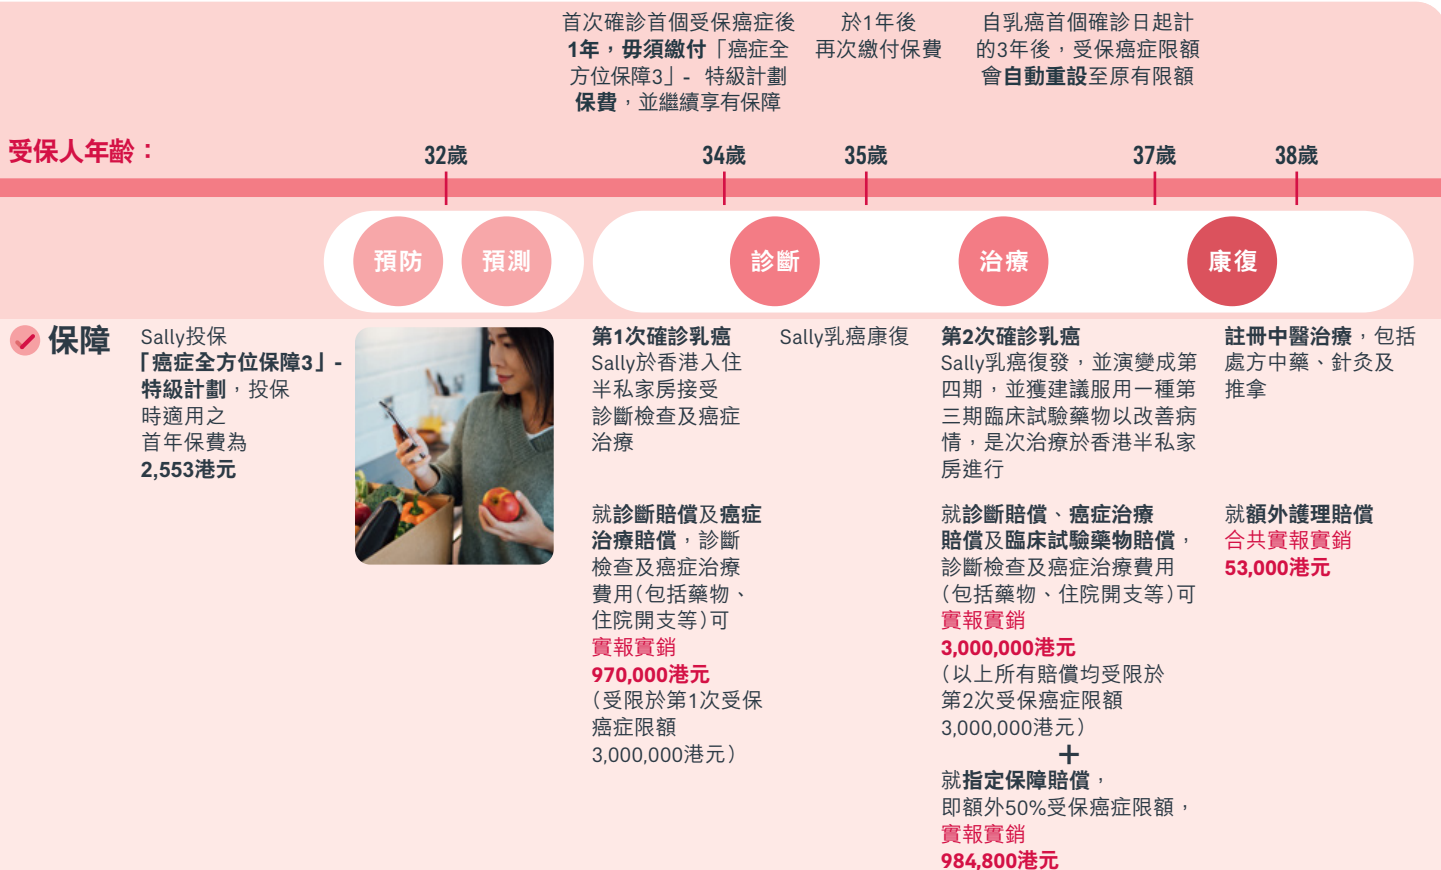 首次確診首個受保癌症後
1年，毋須繳付「癌症全
方位保障3」- 特級計劃
保費，並繼續享有保障
於1年後
再次繳付保費
自乳癌首個確診日起計
的3年後，受保癌症限額
會自動重設至原有限額
受保人年齡：
32歲
34歲
35歲
37歲
38歲
預防
預測
診斷
治療
康復
保障
Sally投保
「癌症全方位保障3」-
特級計劃，投保
時適用之
首年保費為
2,553港元
第1次確診乳癌
Sally於香港入住
半私家房接受
診斷檢查及癌症
治療
就診斷賠償及癌症
治療賠償，診斷
檢查及癌症治療
費用（包括藥物、
住院開支等）可
實報實銷
970,000港元
（受限於第1次受保
癌症限額
3,000,000港元）
Sally乳癌康復
第2次確診乳癌
Sally乳癌復發，並演變成第
四期，並獲建議服用一種第
三期臨床試驗藥物以改善病
情，是次治療於香港半私家
房進行
就診斷賠償、癌症治療
賠償及臨床試驗藥物賠償，
診斷檢查及癌症治療費用
（包括藥物、住院開支等）可
實報實銷
3,000,000港元
（以上所有賠償均受限於
第2次受保癌症限額
3,000,000港元）
+
就指定保障賠償，
即額外50%受保癌症限額，
實報實銷
984,800港元
註冊中醫治療，包括
處方中藥、針灸及
推拿
就額外護理賠償
合共實報實銷
53,000港元